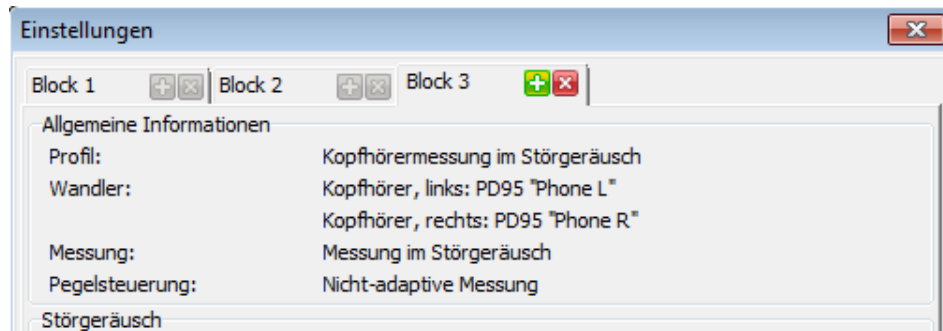 Einstellungen
Block 1 Block 2 Block 3
Allgemeine Informationen
Profil: Kopfhörermessung im Störgeräusch
Wandler: Kopfhörer, links: PD95 "Phone L"
Kopfhörer, rechts: PD95 "Phone R"
Messung: Messung im Störgeräusch
Pegelsteuerung: Nicht-adaptive Messung
Störgeräusch